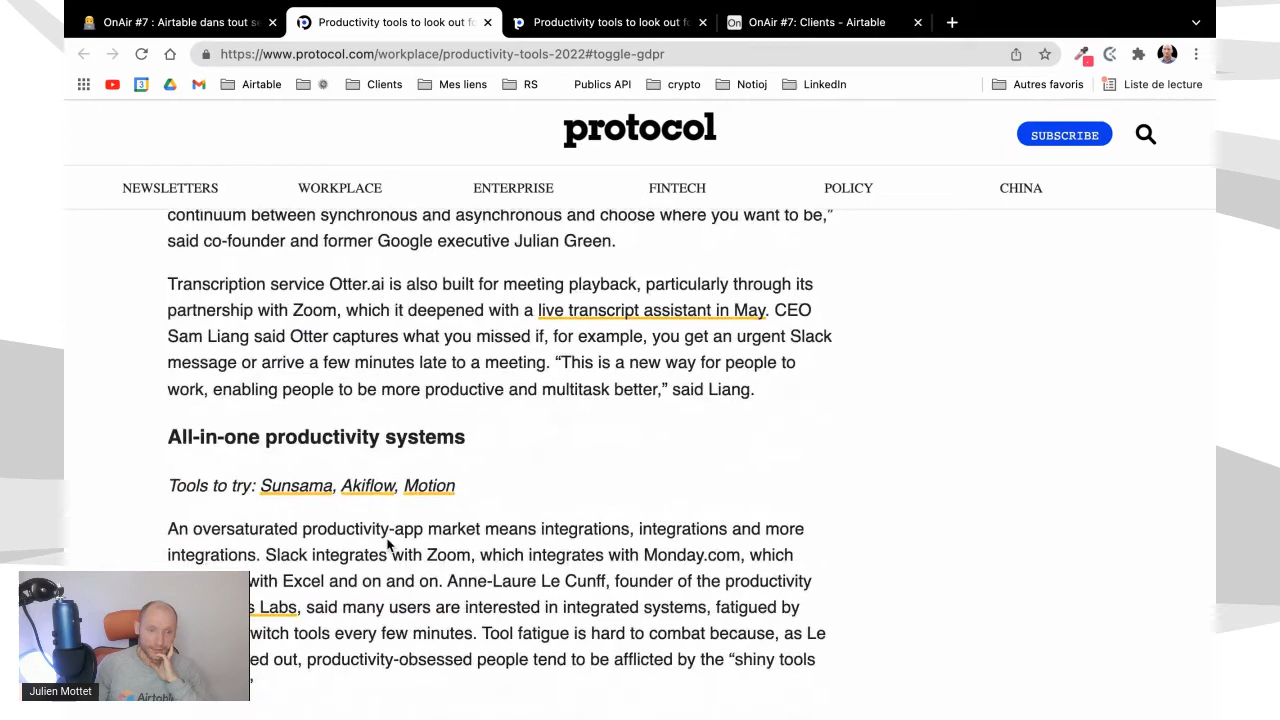 OnAir #7 : Airtable dans tout s
Productivity tools to look out fo
Productivity tools to look out fo
On
OnAir #7: Clients - Airtable
https://www.protocol.com/workplace/productivity-tools-2022#toggle-gdpr
3
Airtable
Clients
Mes liens
RS
Publics API
crypto
Notioj
LinkedIn
Autres favoris
Liste de lecture
protocol
SUBSCRIBE
NEWSLETTERS
WORKPLACE
ENTERPRISE
FINTECH
POLICY
CHINA
continuum between synchronous and asynchronous and choose where you want to be,”
said co-founder and former Google executive Julian Green.
Transcription service Otter.ai is also built for meeting playback, particularly through its
partnership with Zoom, which it deepened with a live transcript assistant in May. CEO
Sam Liang said Otter captures what you missed if, for example, you get an urgent Slack
message or arrive a few minutes late to a meeting. “This is a new way for people to
work, enabling people to be more productive and multitask better,” said Liang.
All-in-one productivity systems
Tools to try: Sunsama, Akiflow, Motion
An oversaturated productivity-app market means integrations, integrations and more
integrations. Slack integrates with Zoom, which integrates with Monday.com, which
with Excel and on and on. Anne-Laure Le Cunff, founder of the productivity
s Labs, said many users are interested in integrated systems, fatigued by
witch tools every few minutes. Tool fatigue is hard to combat because, as Le
ed out, productivity-obsessed people tend to be afflicted by the “shiny tools
”
Airtable
Julien Mottet